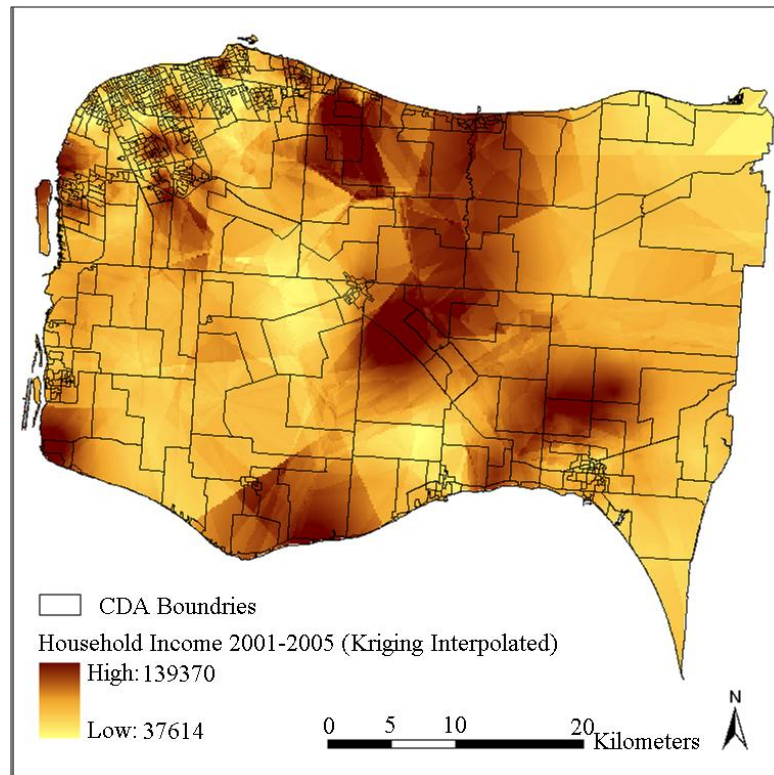 CDA Boundries
Household Income 2001-2005 (Kriging Interpolated)
High: 139370
Low: 37614
N
0 5 10 20 Kilometers